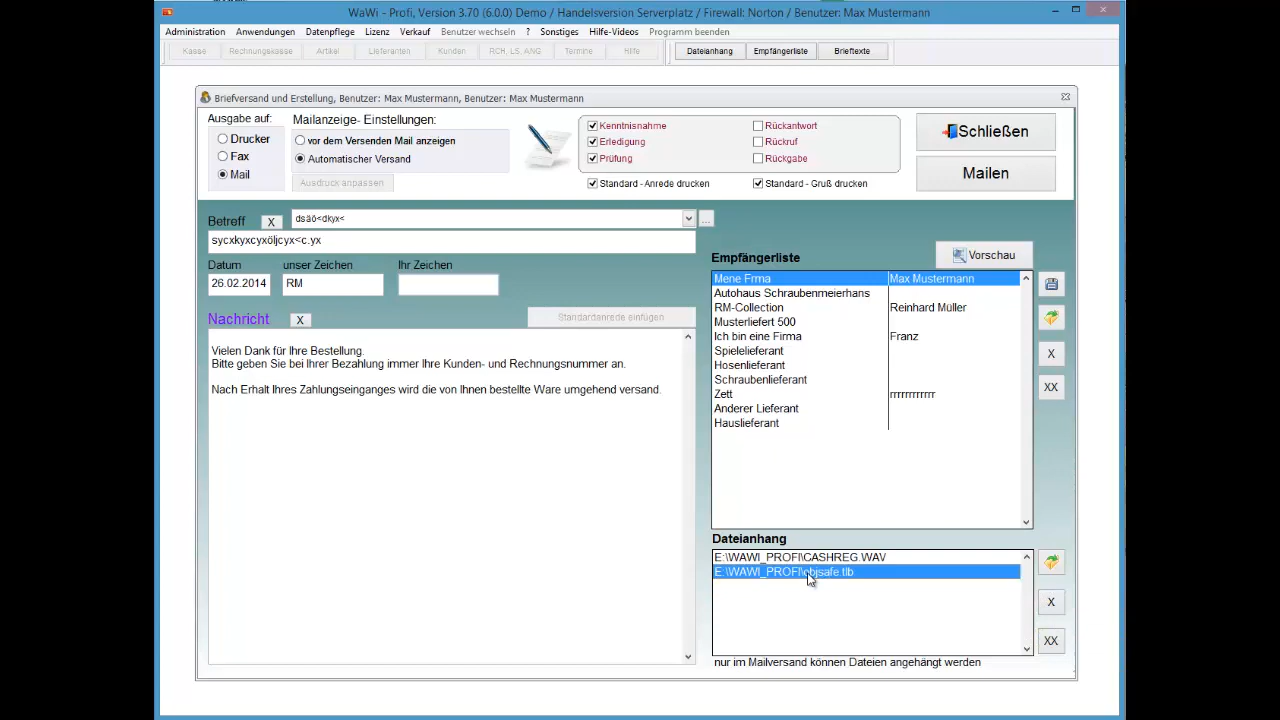 WaWi - Profi, Version 3.70 (6.0.0) Demo / Handelsversion Serverplatz / Firewall: Norton / Benutzer: Max Mustermann
Administration Anwendungen Datenpflege Lizenz Verkauf Benutzer wechseln ? Sonstiges Hilfe-Videos Programm beenden
Kasse Rechnungskasse Artikel Lieferanten Kunden RCH, LS, ANG Termine Hilfe Dateianhang Empfängerliste Brieftexte
Briefversand und Erstellung, Benutzer: Max Mustermann, Benutzer: Max Mustermann
Ausgabe auf:
Drucker
Fax
Mail
Mailanzeige- Einstellungen:
vor dem Versenden Mail anzeigen
Automatischer Versand
Ausdruck anpassen
Kenntnisnahme
Erledigung
Prüfung
Rückantwort
Rückruf
Rückgabe
Standard - Anrede drucken
Standard - Gruß drucken
Schließen
Mailen
Betreff X dsäö<dkyx< ...
sycxkyxcyxöljcyx<c.yx
Datum unser Zeichen Ihr Zeichen
26.02.2014 RM
Nachricht X Standardanrede einfügen
Vielen Dank für Ihre Bestellung.
Bitte geben Sie bei Ihrer Bezahlung immer Ihre Kunden- und Rechnungsnummer an.
Nach Erhalt Ihres Zahlungseinganges wird die von Ihnen bestellte Ware umgehend versand.
Empfängerliste Vorschau
Mene Frma Max Mustermann
Autohaus Schraubenmeierhans
RM-Collection Reinhard Müller
Musterliefert 500
Ich bin eine Firma Franz
Spielelieferant
Hosenlieferant
Schraubenlieferant
Zett rrrrrrrrrrrr
Anderer Lieferant
Hauslieferant
X
XX
Dateianhang
E:\WAWI_PROFI\CASHREG.WAV
E:\WAWI_PROFI\objsafe.tlb
X
XX
nur im Mailversand können Dateien angehängt werden